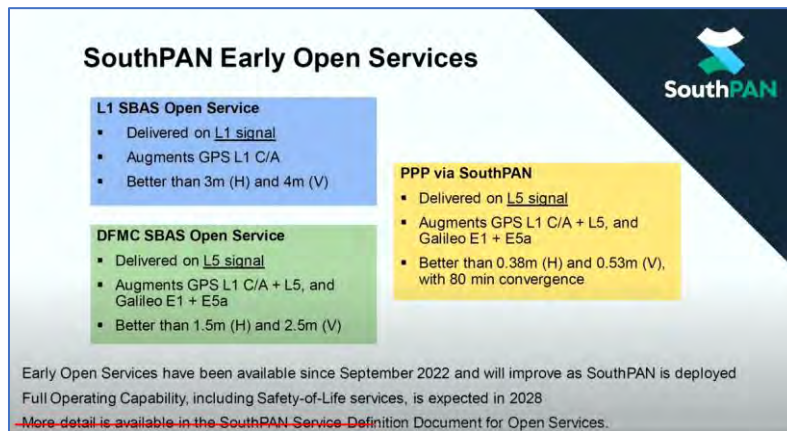 SouthPAN Early Open Services
SouthPAN
L1 SBAS Open Service
▪ Delivered on L1 signal
▪ Augments GPS L1 C/A
▪ Better than 3m (H) and 4m (V)
DFMC SBAS Open Service
▪ Delivered on L5 signal
▪ Augments GPS L1 C/A + L5, and
Galileo E1 + E5a
▪ Better than 1.5m (H) and 2.5m (V)
PPP via SouthPAN
▪ Delivered on L5 signal
▪ Augments GPS L1 C/A + L5, and
Galileo E1 + E5a
▪ Better than 0.38m (H) and 0.53m (V),
with 80 min convergence
Early Open Services have been available since September 2022 and will improve as SouthPAN is deployed
Full Operating Capability, including Safety-of-Life services, is expected in 2028
More detail is available in the SouthPAN Service Definition Document for Open Services.